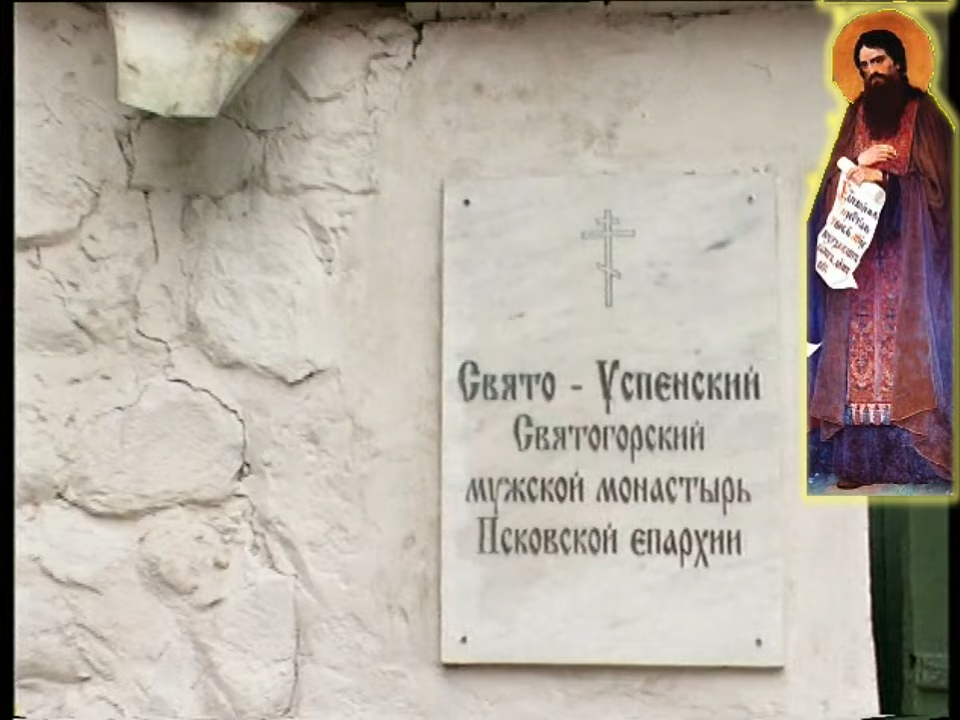 Свято - Успенский
Святогорский
мужской монастырь
Псковской епархии